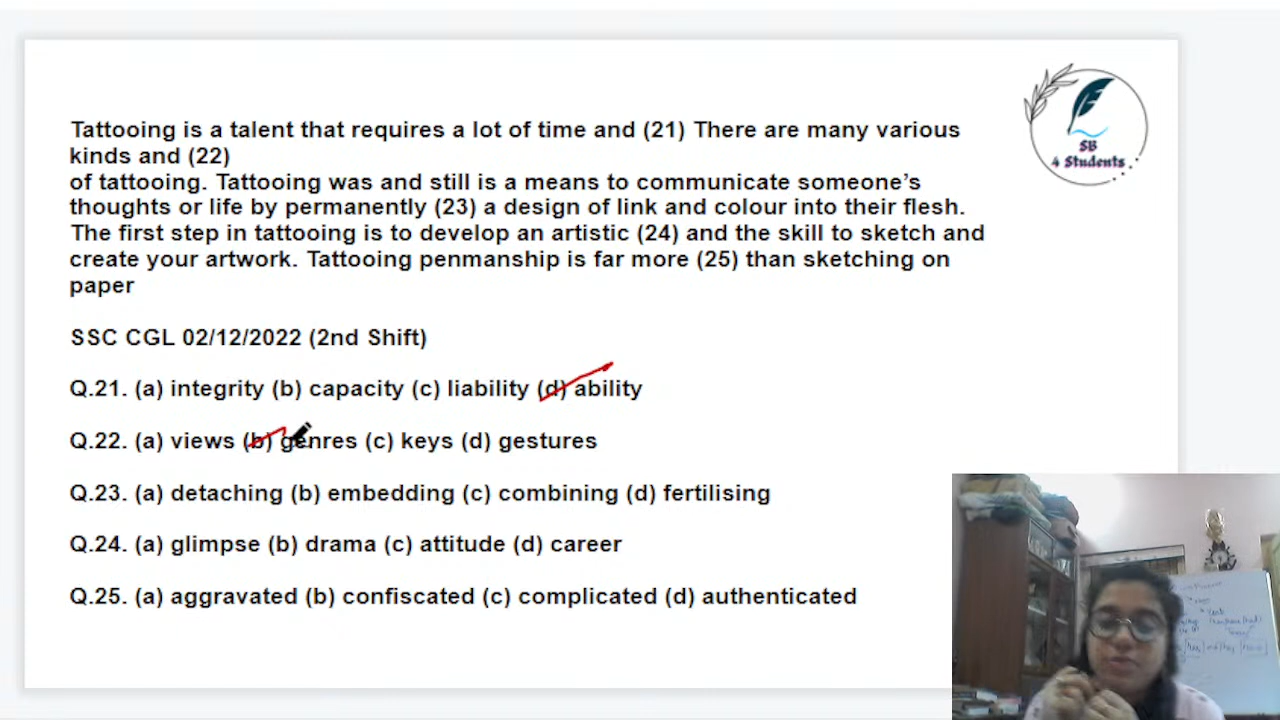 Tattooing is a talent that requires a lot of time and (21) There are many various
kinds and (22)
of tattooing. Tattooing was and still is a means to communicate someone's
thoughts or life by permanently (23) a design of link and colour into their flesh.
The first step in tattooing is to develop an artistic (24) and the skill to sketch and
create your artwork. Tattooing penmanship is far more (25) than sketching on
paper
SSC CGL 02/12/2022 (2nd Shift)
Q.21. (a) integrity (b) capacity (c) liability (d) ability
Q.22. (a) views (b) genres (c) keys (d) gestures
Q.23. (a) detaching (b) embedding (c) combining (d) fertilising
Q.24. (a) glimpse (b) drama (c) attitude (d) career
Q.25. (a) aggravated (b) confiscated (c) complicated (d) authenticated
SB
4 Students